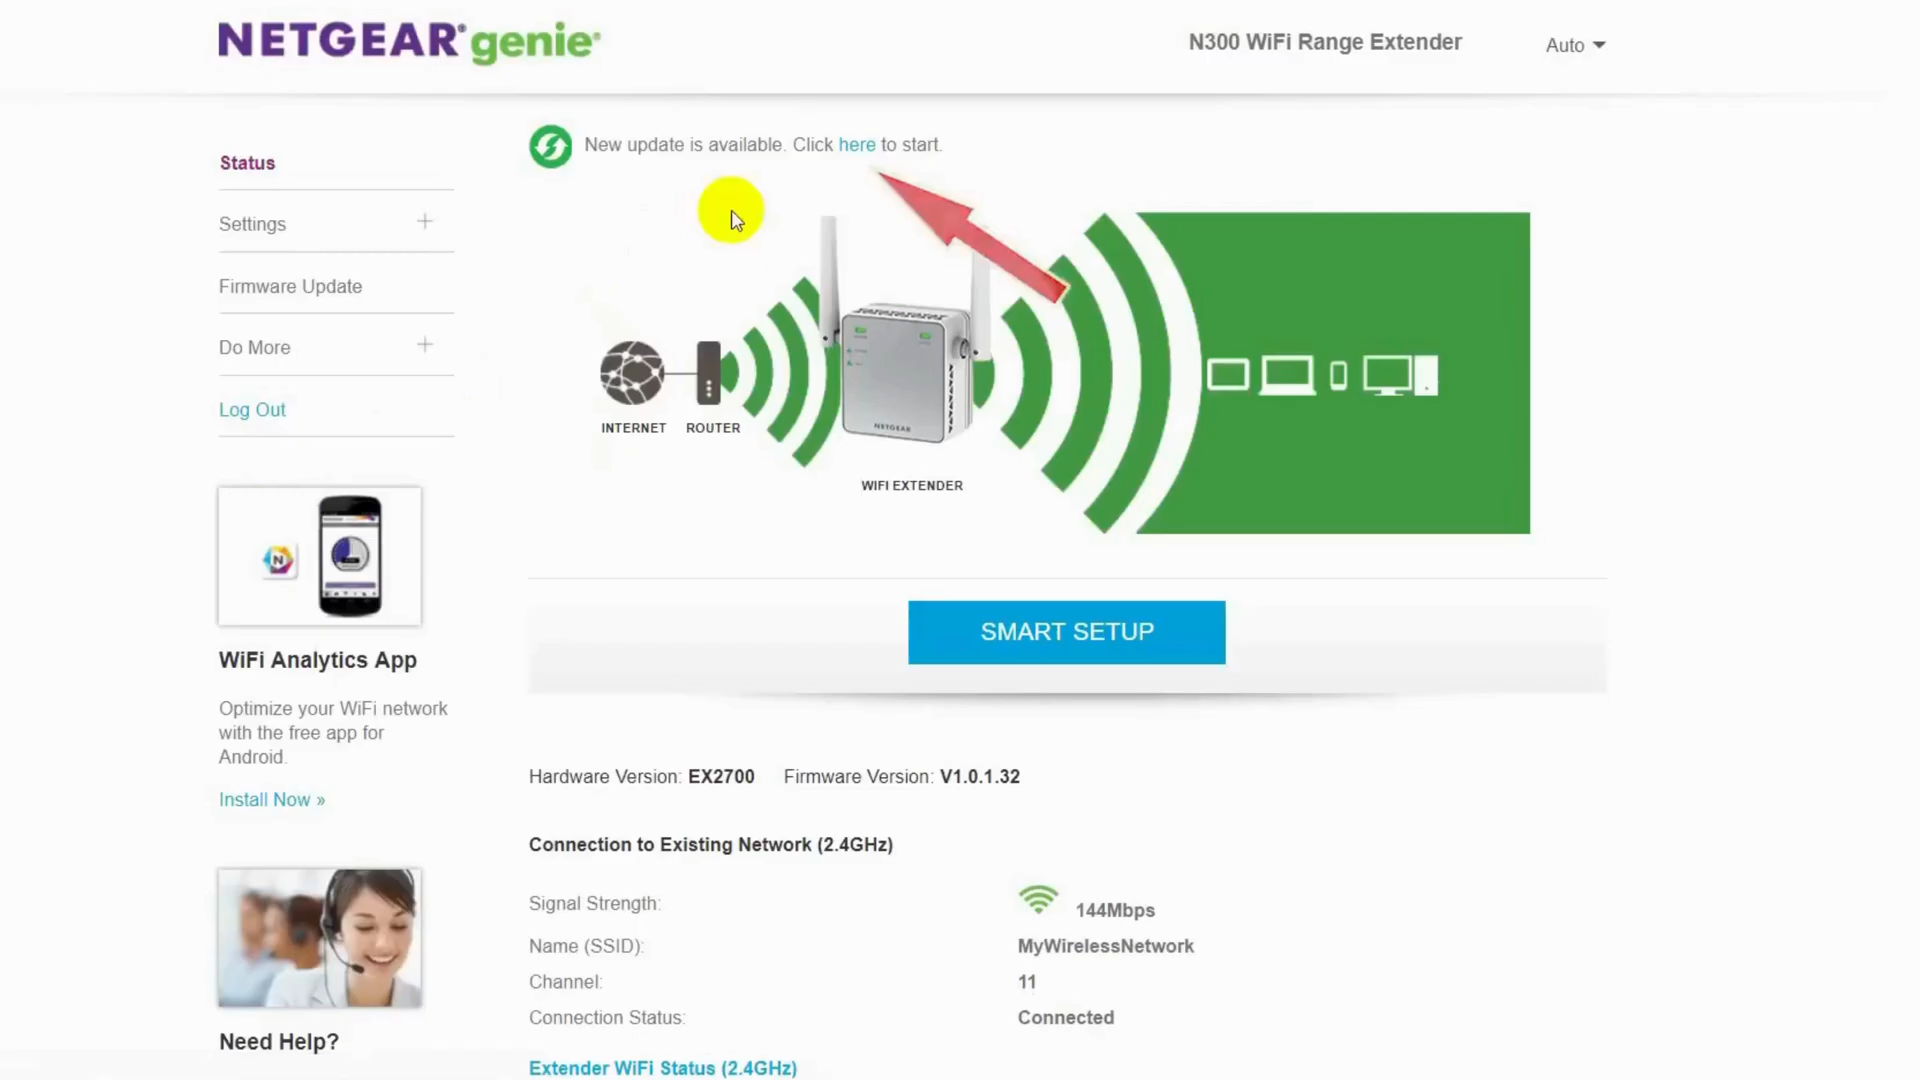 NETGEAR® genie®
N300 WiFi Range Extender
Auto
New update is available. Click here to start.
Status
Settings
Firmware Update
Do More
Log Out
INTERNET
ROUTER
NETGEAR
WIFI EXTENDER
SMART SETUP
N
WiFi Analytics App
Optimize your WiFi network
with the free app for
Android.
Install Now »
Need Help?
Hardware Version: EX2700 Firmware Version: V1.0.1.32
Connection to Existing Network (2.4GHz)
Signal Strength: 144Mbps
Name (SSID): MyWirelessNetwork
Channel: 11
Connection Status: Connected
Extender WiFi Status (2.4GHz)